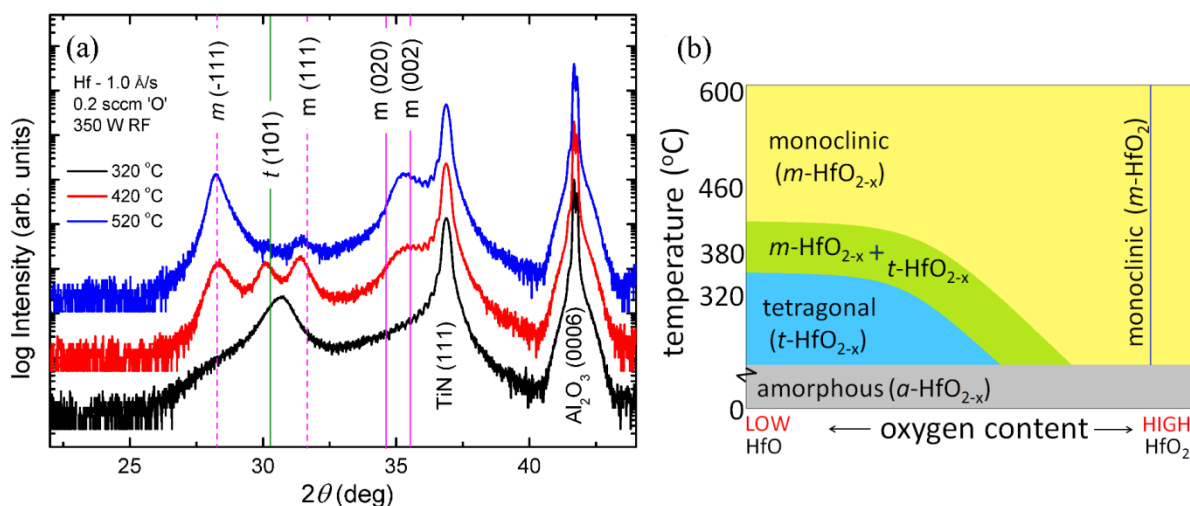 (a)
Hf - 1.0 Å/s
0.2 sccm 'O'
350 W RF
320 °C
420 °C
520 °C
m (-111)
t (101)
m (111)
m (020)
m (002)
TiN (111)
Al₂O₃ (0006)
log Intensity (arb. units)
25 30 35 40
2θ (deg)
(b)
temperature (°C)
600
460
380
320
0
monoclinic
(m-HfO₂₋ₓ)
m-HfO₂₋ₓ +
t-HfO₂₋ₓ
tetragonal
(t-HfO₂₋ₓ)
amorphous (a-HfO₂₋ₓ)
monoclinic (m-HfO₂)
LOW ← oxygen content → HIGH
HfO HfO₂